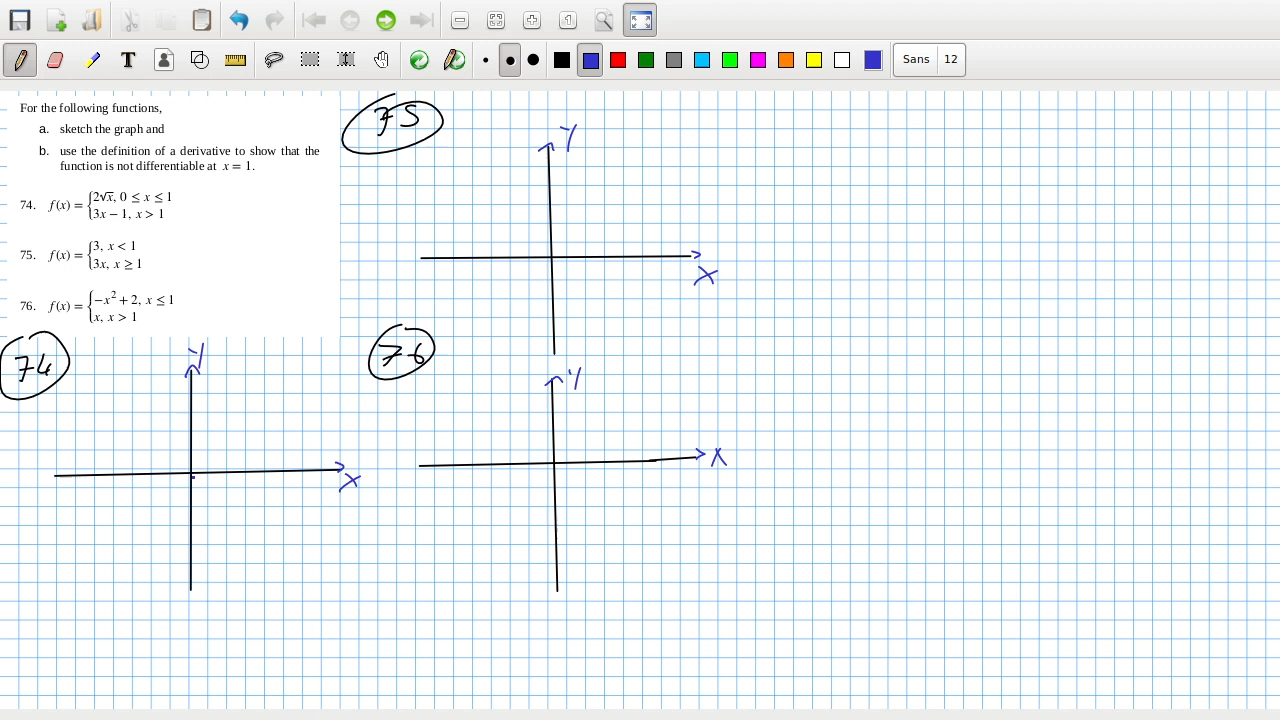 Sans 12
For the following functions,
a. sketch the graph and
b. use the definition of a derivative to show that the
function is not differentiable at x = 1.
74. f(x) = {2√x, 0 ≤ x ≤ 1
3x − 1, x > 1
75. f(x) = {3, x < 1
3x, x ≥ 1
76. f(x) = {−x² + 2, x ≤ 1
x, x > 1
75
Y
X
74
Y
X
76
Y
X